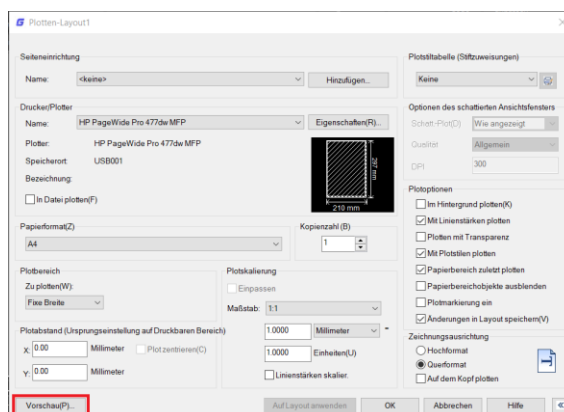 Plotten-Layout1
Seiteneinrichtung
Name: <keine> Hinzufügen...
Plotstiltabelle (Stiftzuweisungen)
Keine
Drucker/Plotter
Name: HP PageWide Pro 477dw MFP Eigenschaften(R)...
Plotter: HP PageWide Pro 477dw MFP
Speicherort USB001
Bezeichnung:
In Datei plotten(F)
297 mm
210 mm
Optionen des schattierten Ansichtsfensters
Schatt-Plot(D) Wie angezeigt
Qualität Allgemein
DPI 300
Papierformat(Z)
A4
Kopienzahl (B)
1
Plotoptionen
Im Hintergrund plotten(K)
Mit Linienstärken plotten
Plotten mit Transparenz
Mit Plotstilen plotten
Papierbereich zuletzt plotten
Papierbereichobjekte ausblenden
Plotmarkierung ein
Änderungen in Layout speichern(V)
Plotbereich
Zu plotten(W):
Fixe Breite
Plotskalierung
Einpassen
Maßstab: 1:1
1.0000 Millimeter =
1.0000 Einheiten(U)
Linienstärken skalier.
Plotabstand (Ursprungseinstellung auf Druckbaren Bereich)
X: 0.00 Millimeter Plot zentrieren(C)
Y: 0.00 Millimeter
Zeichnungsausrichtung
Hochformat
Querformat
Auf dem Kopf plotten
Vorschau(P)... Auf Layout anwenden OK Abbrechen Hilfe